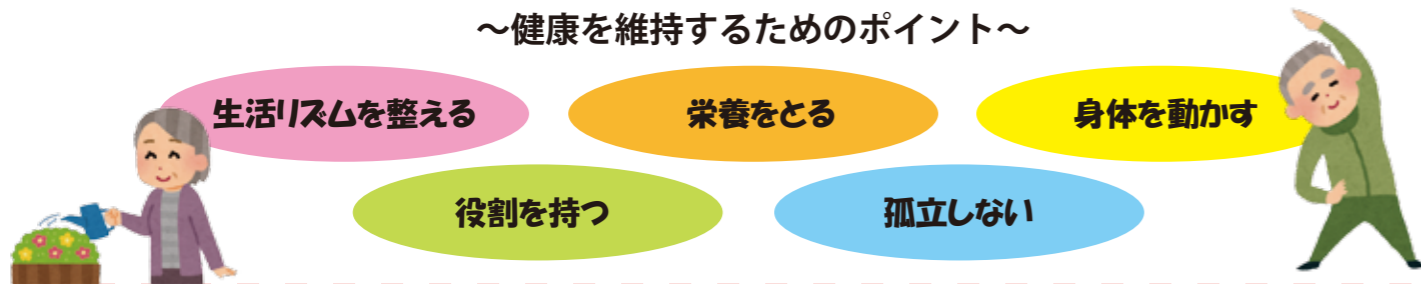 ～健康を維持するためのポイント～
生活リズムを整える
栄養をとる
身体を動かす
役割を持つ
孤立しない